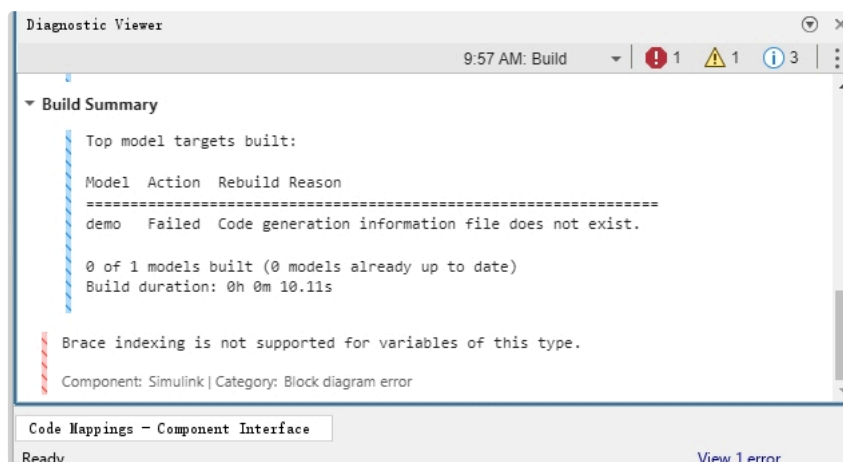 Diagnostic Viewer
9:57 AM: Build 1 1 3
Build Summary
Top model targets built:
Model Action Rebuild Reason
=================================================================
demo Failed Code generation information file does not exist.
0 of 1 models built (0 models already up to date)
Build duration: 0h 0m 10.11s
Brace indexing is not supported for variables of this type.
Component: Simulink | Category: Block diagram error
Code Mappings - Component Interface
Ready View 1 error